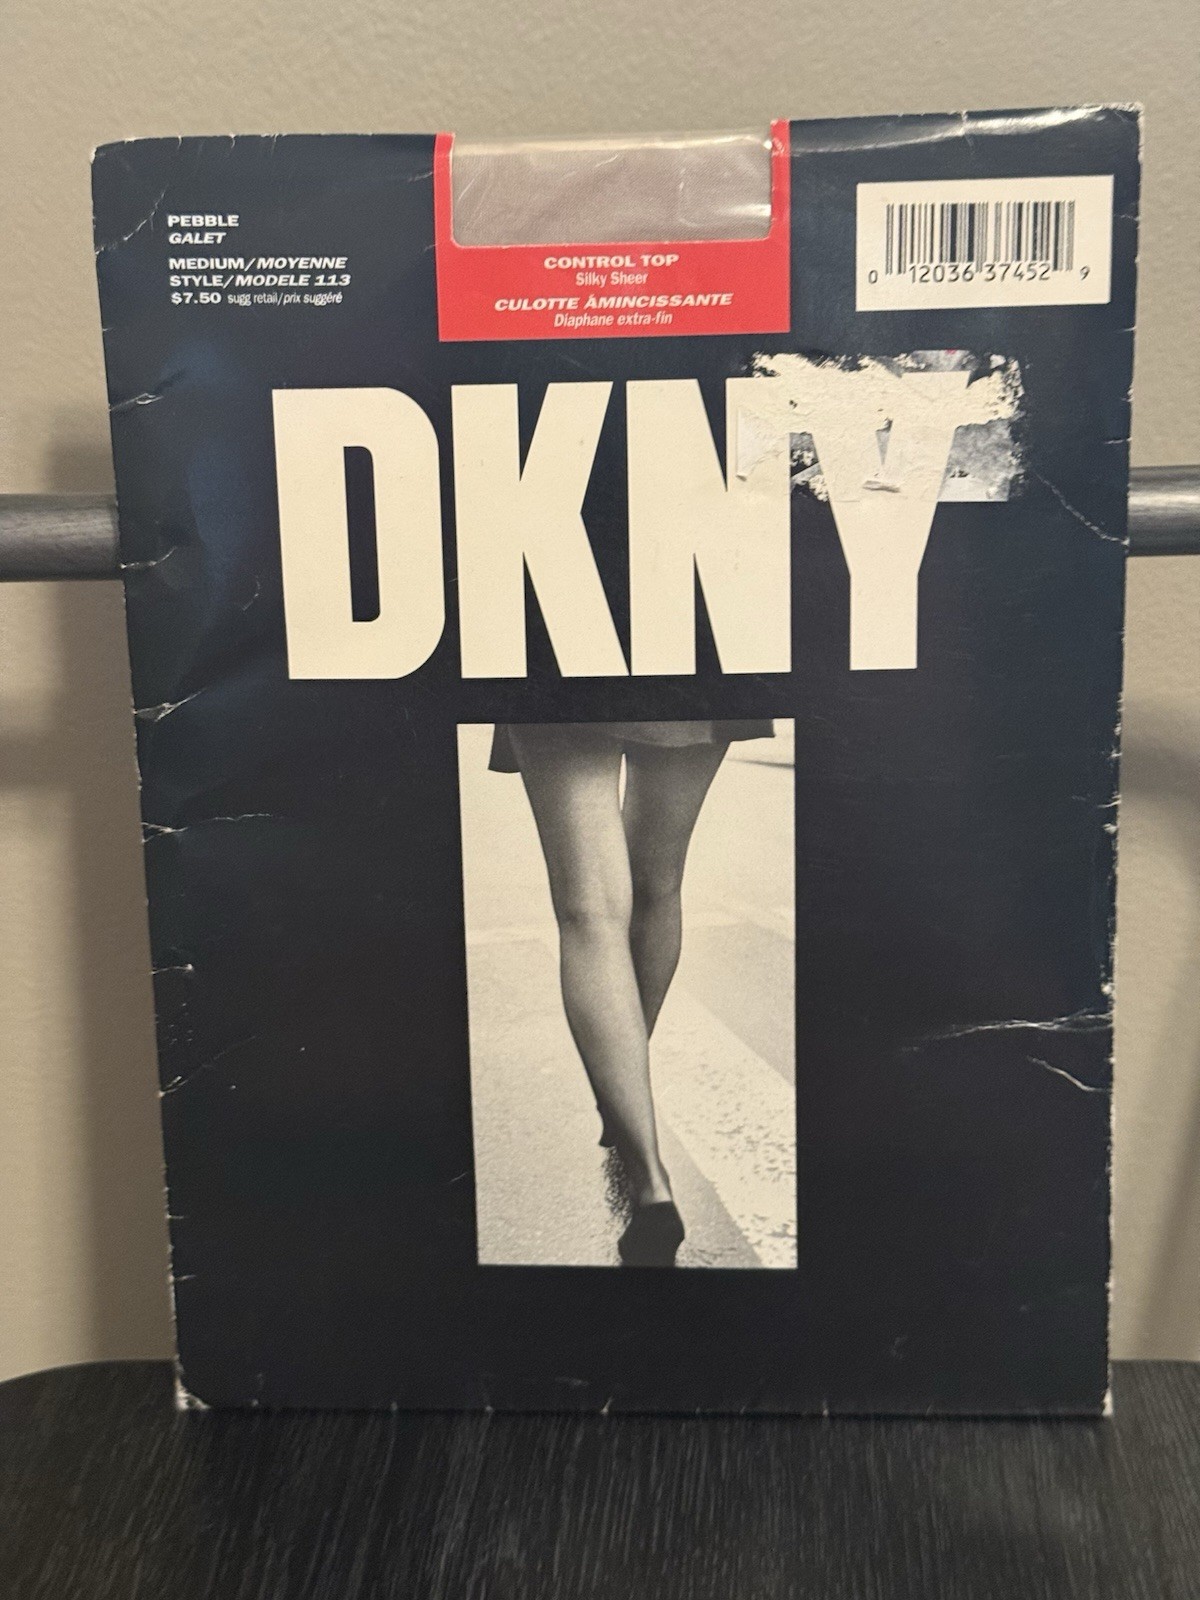 PEBBLE
GALET
MEDIUM/MOYENNE
STYLE/MODELE 113
$7.50 sugg retail/prix suggéré
CONTROL TOP
Silky Sheer
CULOTTE ÂMINCISSANTE
Diaphane extra-fin
0 12036 37452 9
DKNY